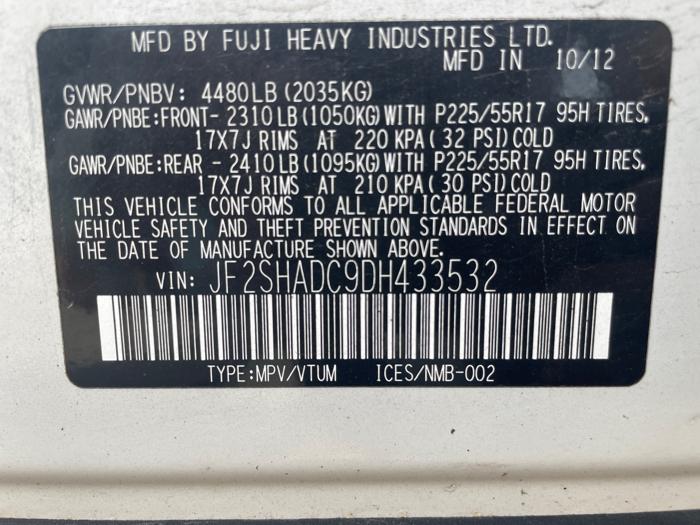 MFD BY FUJI HEAVY INDUSTRIES LTD.
MFD IN 10/12
GVWR/PNBV: 4480LB (2035KG)
GAWR/PNBE:FRONT- 2310 LB (1050KG) WITH P225/55R17 95H TIRES,
17X7J RIMS AT 220 KPA ( 32 PSI) COLD
GAWR/PNBE:REAR - 2410 LB (1095KG) WITH P225/55R17 95H TIRES,
17X7J RIMS AT 210 KPA ( 30 PSI) COLD
THIS VEHICLE CONFORMS TO ALL APPLICABLE FEDERAL MOTOR
VEHICLE SAFETY AND THEFT PREVENTION STANDARDS IN EFFECT ON
THE DATE OF MANUFACTURE SHOWN ABOVE.
VIN: JF2SHADC9DH433532
TYPE:MPV/VTUM ICES/NMB-002